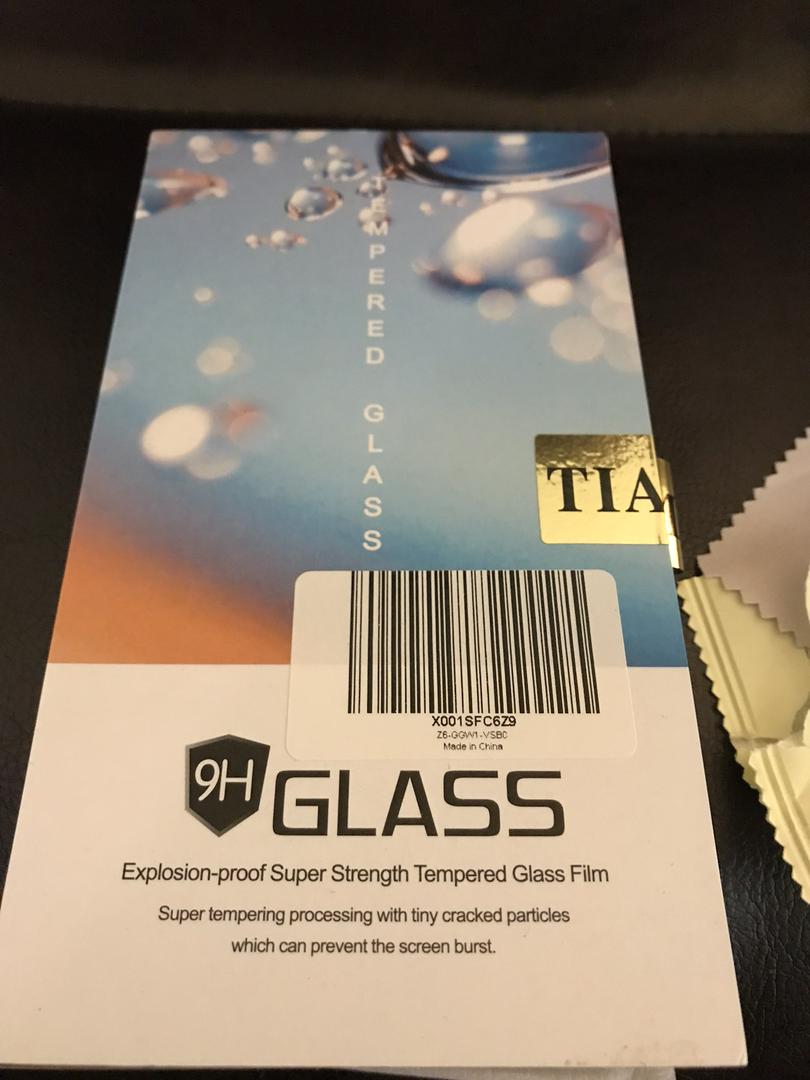 TEMPERED GLASS
TIA
X001SFC6Z9
Z6-GGW1-VSBC
Made in China
9H GLASS
Explosion-proof Super Strength Tempered Glass Film
Super tempering processing with tiny cracked particles
which can prevent the screen burst.